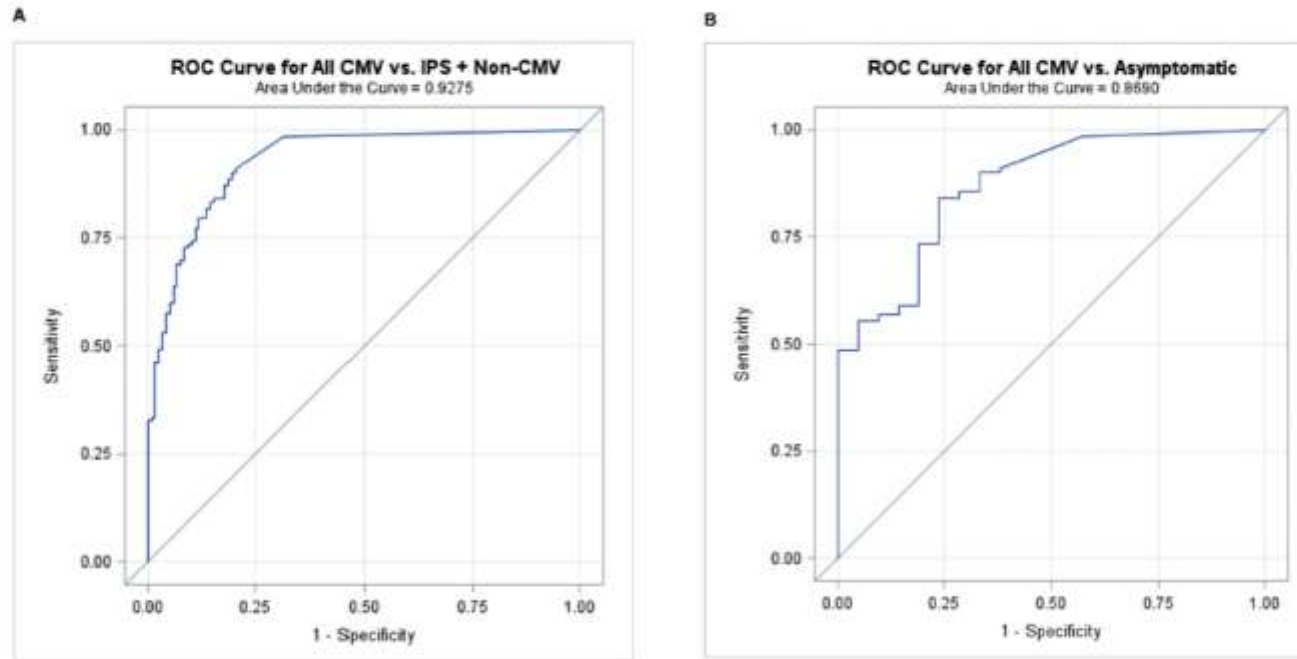 A
ROC Curve for All CMV vs. IPS + Non-CMV
Area Under the Curve = 0.9275
1.00
0.75
0.50
0.25
0.00
Sensitivity
0.00 0.25 0.50 0.75 1.00
1 - Specificity
B
ROC Curve for All CMV vs. Asymptomatic
Area Under the Curve = 0.8690
1.00
0.75
0.50
0.25
0.00
Sensitivity
0.00 0.25 0.50 0.75 1.00
1 - Specificity